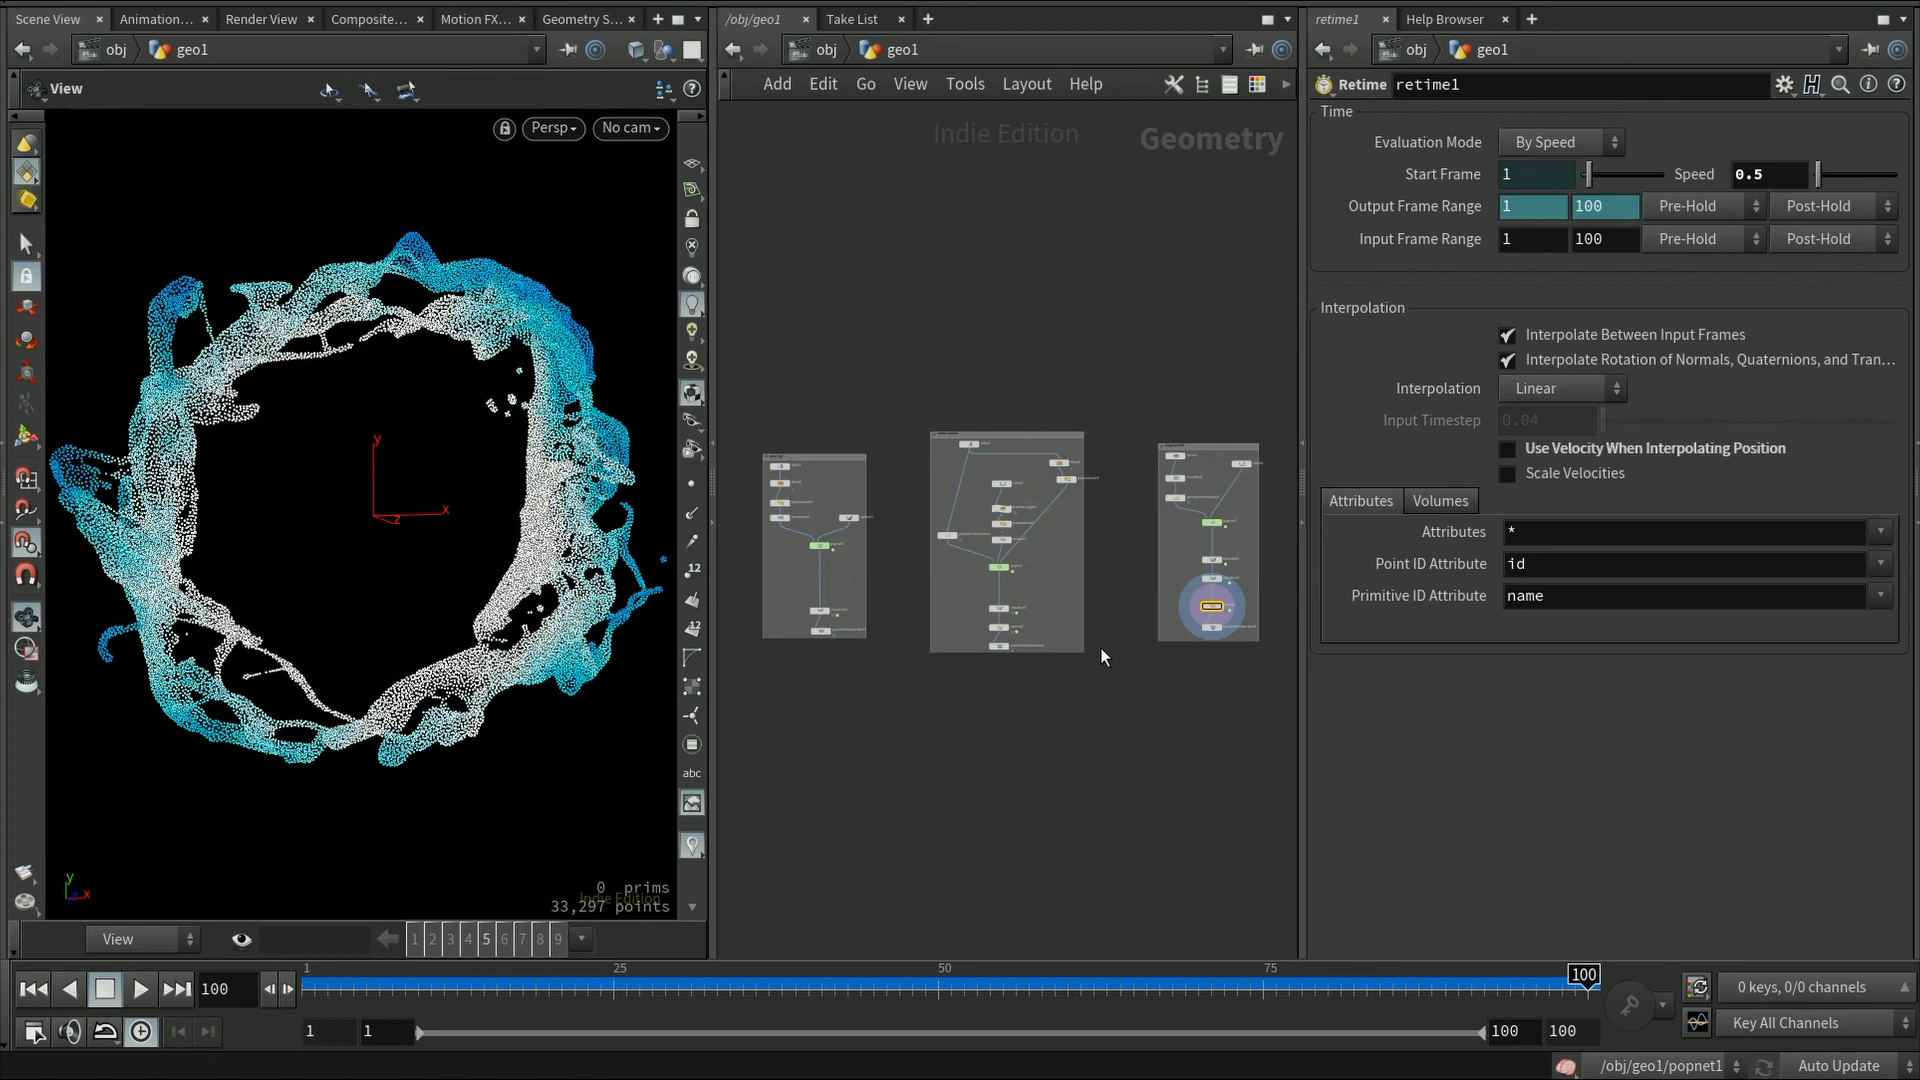 Scene View
Animation...
Render View
Composite...
Motion FX...
Geometry S...
/obj/geo1
Take List
retime1
Help Browser
obj
geo1
obj
geo1
obj
geo1
View
Add
Edit
Go
View
Tools
Layout
Help
Retime
retime1
Persp
No cam
Indie Edition
Geometry
Time
Evaluation Mode
By Speed
Start Frame
1
Speed
0.5
Output Frame Range
1
100
Pre-Hold
Post-Hold
Input Frame Range
1
100
Pre-Hold
Post-Hold
Interpolation
Interpolate Between Input Frames
Interpolate Rotation of Normals, Quaternions, and Tran...
Interpolation
Linear
Input Timestep
0.04
Use Velocity When Interpolating Position
Scale Velocities
Attributes
Volumes
Attributes
*
Point ID Attribute
id
Primitive ID Attribute
name
y
x
z
12
12
abc
y
x
0 prims
Indie Edition
33,297 points
View
1 2 3 4 5 6 7 8 9
1
25
50
75
100
100
0 keys, 0/0 channels
1
1
100
100
Key All Channels
/obj/geo1/popnet1
Auto Update